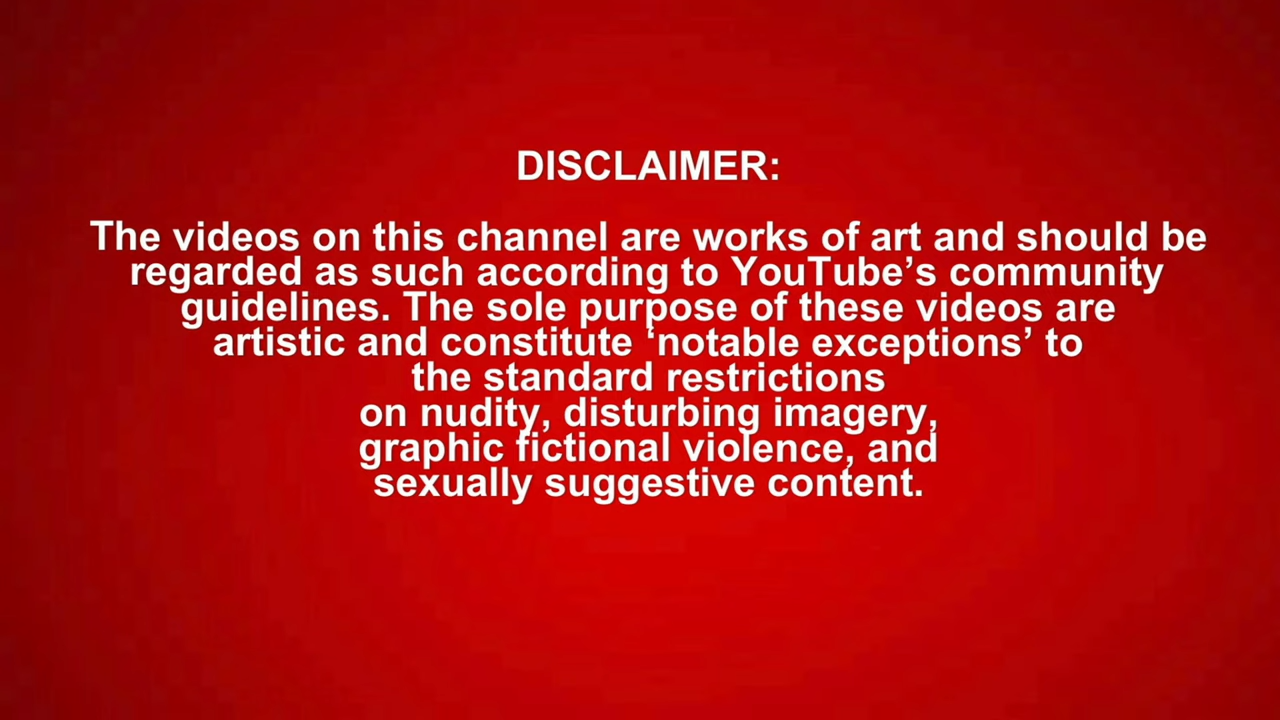 DISCLAIMER:
The videos on this channel are works of art and should be
regarded as such according to YouTube’s community
guidelines. The sole purpose of these videos are
artistic and constitute ‘notable exceptions’ to
the standard restrictions
on nudity, disturbing imagery,
graphic fictional violence, and
sexually suggestive content.